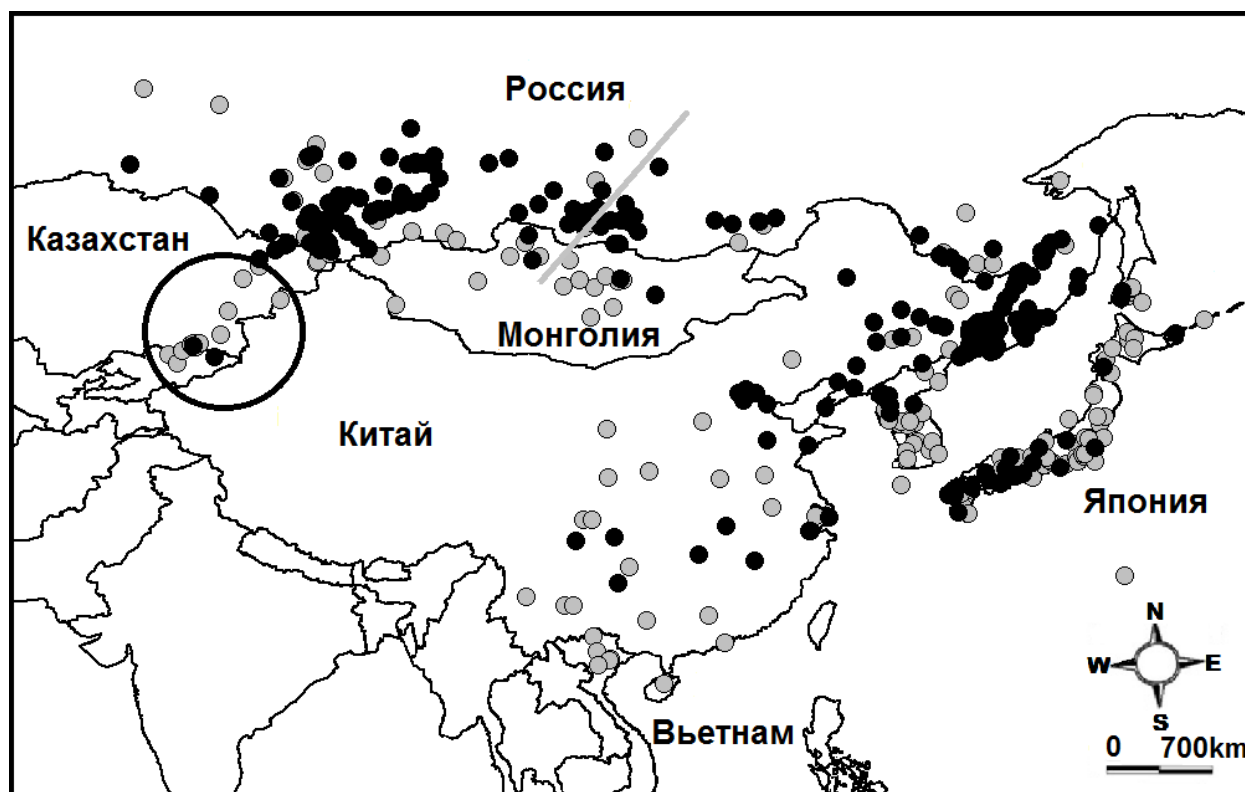 Россия
Казахстан
Монголия
Китай
Япония
Вьетнам
N
W E
S
0 700km